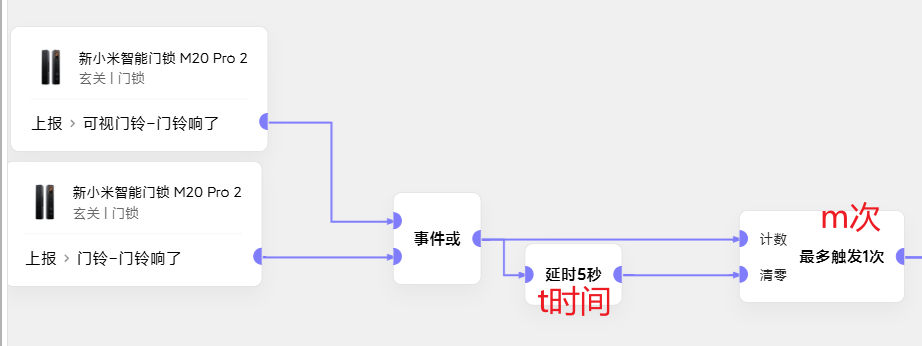 新小米智能门锁 M20 Pro 2
玄关 | 门锁
上报 > 可视门铃-门铃响了
新小米智能门锁 M20 Pro 2
玄关 | 门锁
上报 > 门铃-门铃响了
事件或
延时5秒
t时间
m次
计数
最多触发1次
清零